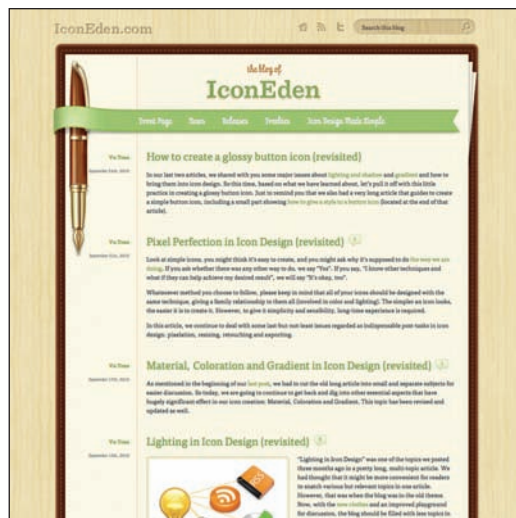 IconEden.com
Search this blog
the blog of
IconEden
Front Page News Releases Freebies Icon Design Made Simple
Vu Tran
How to create a glossy button icon (revisited)
In our last two articles, we shared with you some major issues about lighting and shadow and gradient and how to
bring them into icon design. So this time, based on what we have learned about, let's pull it off with this little
practice in creating a glossy button icon. Just to remind you that we also had a very long article that guides to create
a simple button icon, including a small part showing how to give a style to a button icon (located at the end of that
article).
Pixel Perfection in Icon Design (revisited)
Look at simple icons, you might think it's easy to create, and you might ask why it's supposed to do the way we are
doing. If you ask whether there was any other way to do, we say "Yes". If you say, "I know other techniques and
what if they can help achieve my desired result", we will say "It's okay, too".
Whatsoever method you choose to follow, please keep in mind that all of your icons should be designed with the
same technique, giving a family relationship to them all (involved in color and lighting). The simpler an icon looks,
the easier it is to create it. However, to give it simplicity and sensibility, long-time experience is required.
In this article, we continue to deal with some last but not least issues regarded as indispensable post-tasks in icon
design: pixelation, resizing, retouching and exporting.
Vu Tran
Material, Coloration and Gradient in Icon Design (revisited)
As mentioned in the beginning of our last post, we had to cut the old long article into small and separate subjects for
easier discussion. So today, we are going to continue to get back and dig into other essential aspects that have
hugely significant effect in our icon creation: Material, Coloration and Gradient. This topic has been revised and
updated as well.
Vu Tran
Lighting in Icon Design (revisited)
RSS
"Lighting in Icon Design" was one of the topics we posted
three months ago in a pretty long, multi-topic article. We
had thought that it might be more convenient for readers
to snatch various but relevant topics in one article.
However, that was when the blog was in the old theme.
Now, with the new clothes and an improved playground
for discussion, the blog should be filled with less topics in